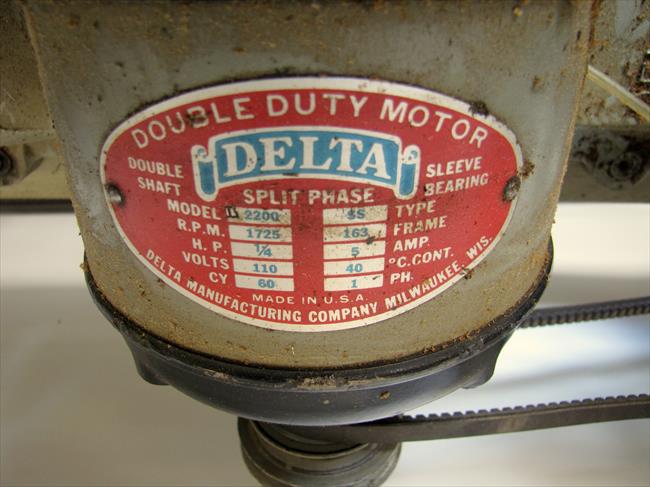 DOUBLE DUTY MOTOR
DELTA
DOUBLE SHAFT
SLEEVE BEARING
SPLIT PHASE
MODEL 2200 SS TYPE
R.P.M. 1725 163 FRAME
H.P. 1/4 5 AMP.
VOLTS 110 40 °C.CONT.
CY 60 1 PH.
MADE IN U.S.A.
DELTA MANUFACTURING COMPANY MILWAUKEE, WIS.